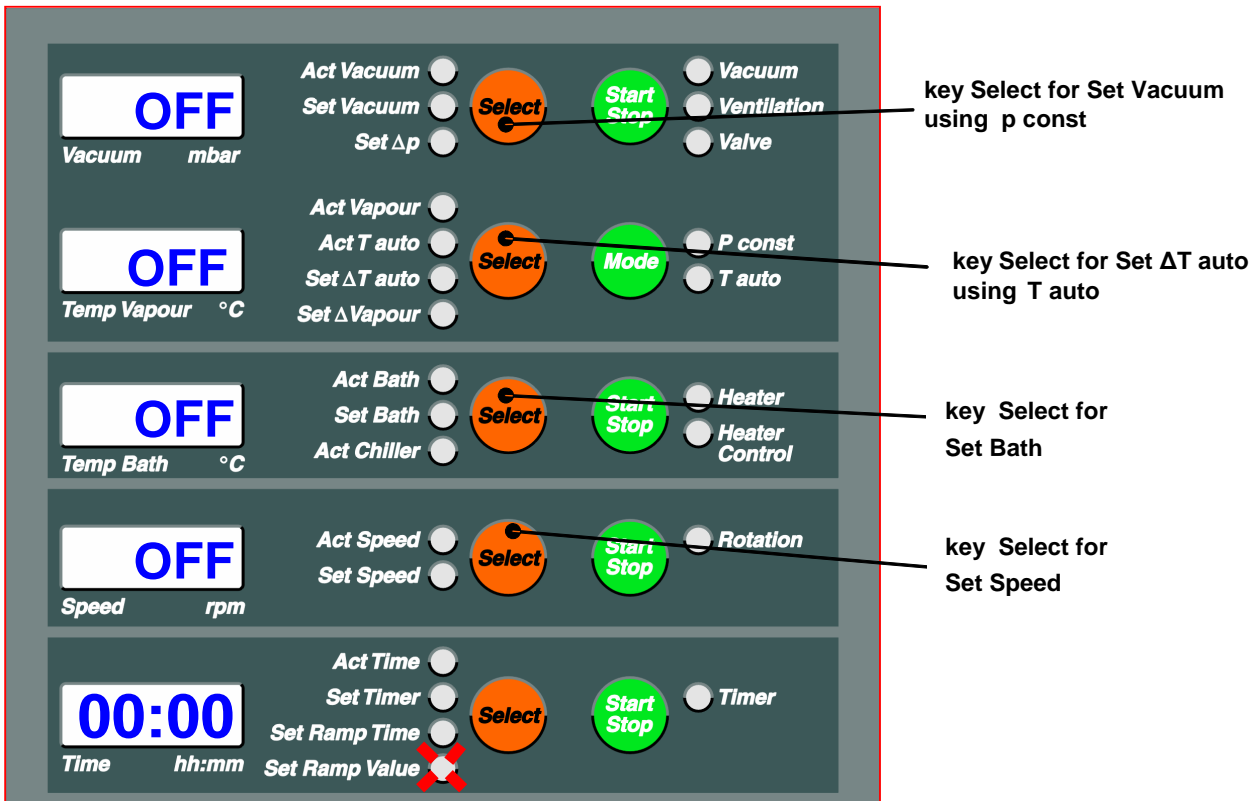 OFF
Vacuum mbar
Act Vacuum
Set Vacuum
Set Δp
Select
Start
Stop
Vacuum
Ventilation
Valve
key Select for Set Vacuum
using p const
OFF
Temp Vapour °C
Act Vapour
Act T auto
Set ΔT auto
Set ΔVapour
Select
Mode
P const
T auto
key Select for Set ΔT auto
using T auto
OFF
Temp Bath °C
Act Bath
Set Bath
Act Chiller
Select
Start
Stop
Heater
Heater
Control
key Select for
Set Bath
OFF
Speed rpm
Act Speed
Set Speed
Select
Start
Stop
Rotation
key Select for
Set Speed
00:00
Time hh:mm
Act Time
Set Timer
Set Ramp Time
Set Ramp Value
Select
Start
Stop
Timer